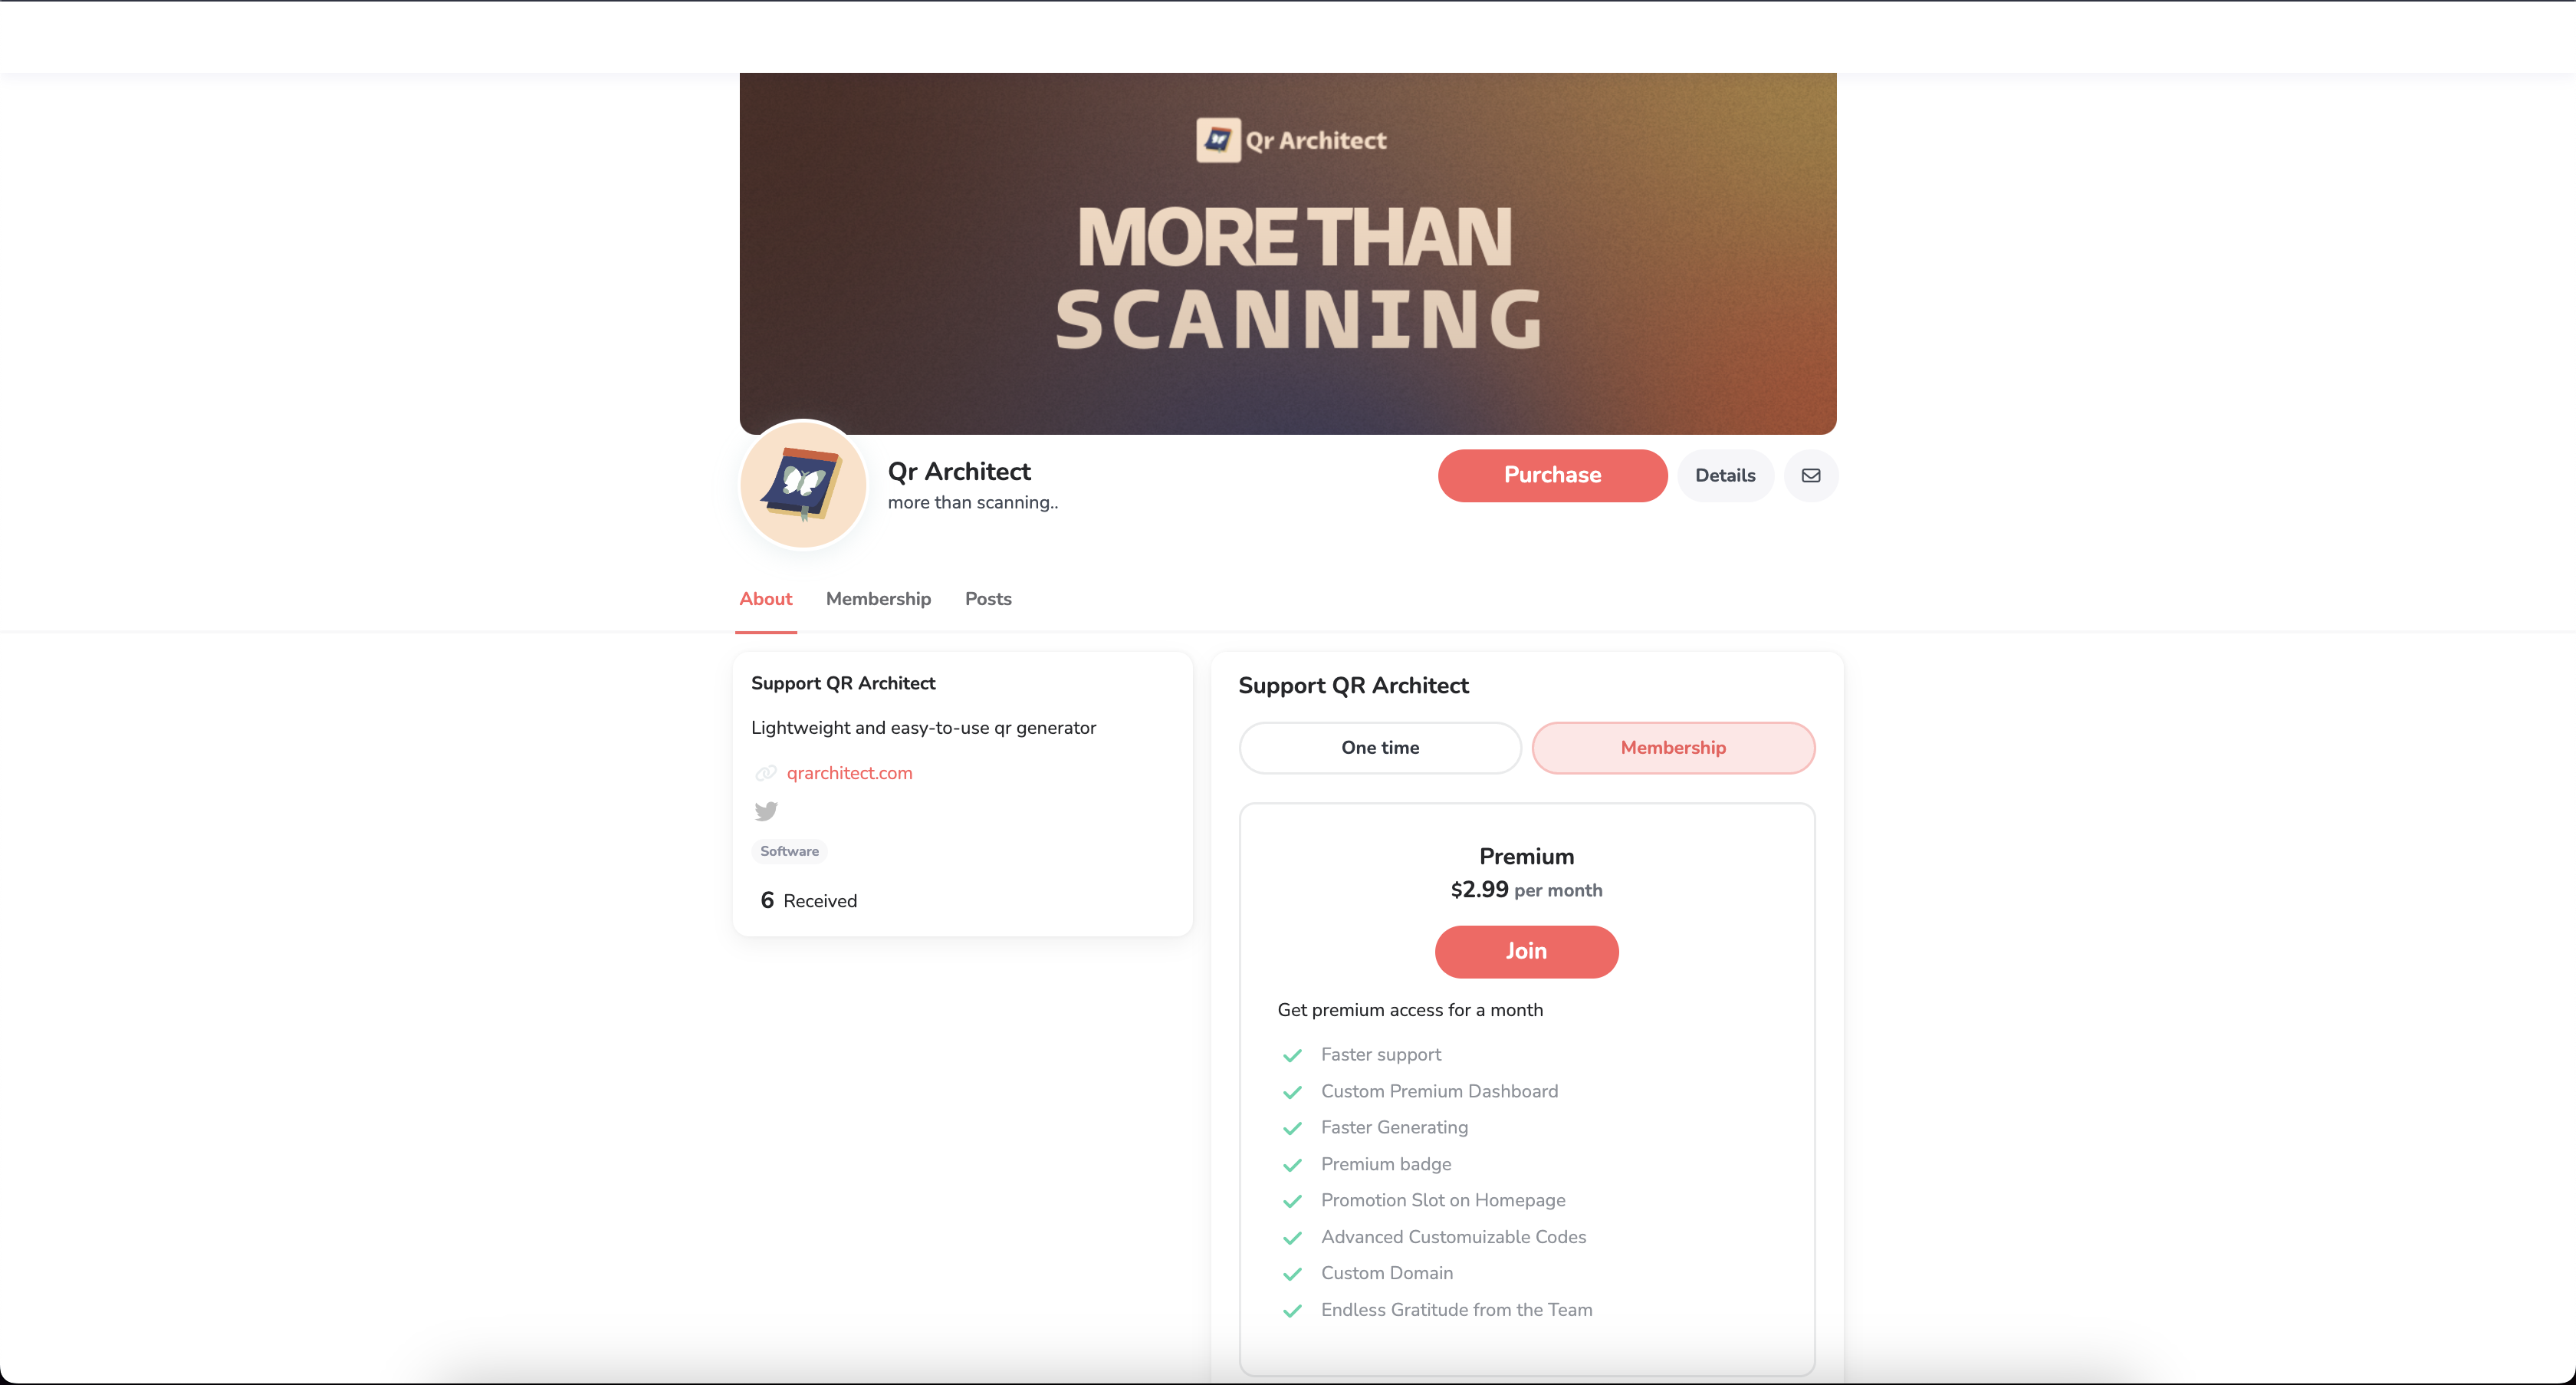 Qr Architect
MORE THAN
SCANNING
Qr Architect
more than scanning..
Purchase
Details
About
Membership
Posts
Support QR Architect
Lightweight and easy-to-use qr generator
qrarchitect.com
Software
6 Received
Support QR Architect
One time
Membership
Premium
$2.99 per month
Join
Get premium access for a month
Faster support
Custom Premium Dashboard
Faster Generating
Premium badge
Promotion Slot on Homepage
Advanced Customuizable Codes
Custom Domain
Endless Gratitude from the Team